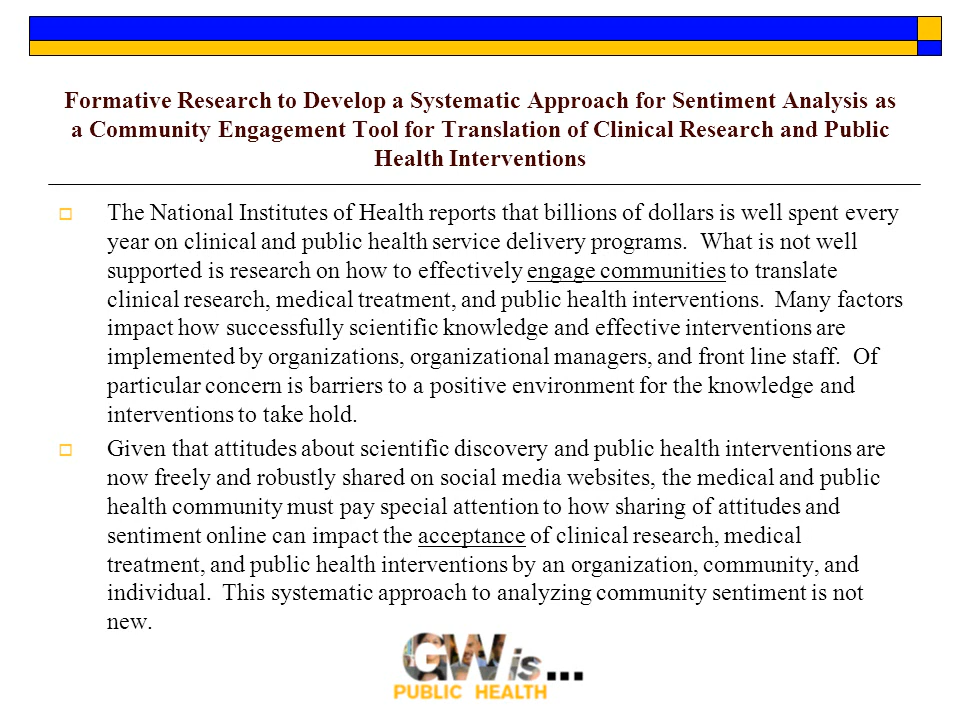 Formative Research to Develop a Systematic Approach for Sentiment Analysis as
a Community Engagement Tool for Translation of Clinical Research and Public
Health Interventions
The National Institutes of Health reports that billions of dollars is well spent every
year on clinical and public health service delivery programs.  What is not well
supported is research on how to effectively engage communities to translate
clinical research, medical treatment, and public health interventions.  Many factors
impact how successfully scientific knowledge and effective interventions are
implemented by organizations, organizational managers, and front line staff.  Of
particular concern is barriers to a positive environment for the knowledge and
interventions to take hold.
Given that attitudes about scientific discovery and public health interventions are
now freely and robustly shared on social media websites, the medical and public
health community must pay special attention to how sharing of attitudes and
sentiment online can impact the acceptance of clinical research, medical
treatment, and public health interventions by an organization, community, and
individual.  This systematic approach to analyzing community sentiment is not
new.
GW is...
PUBLIC HEALTH